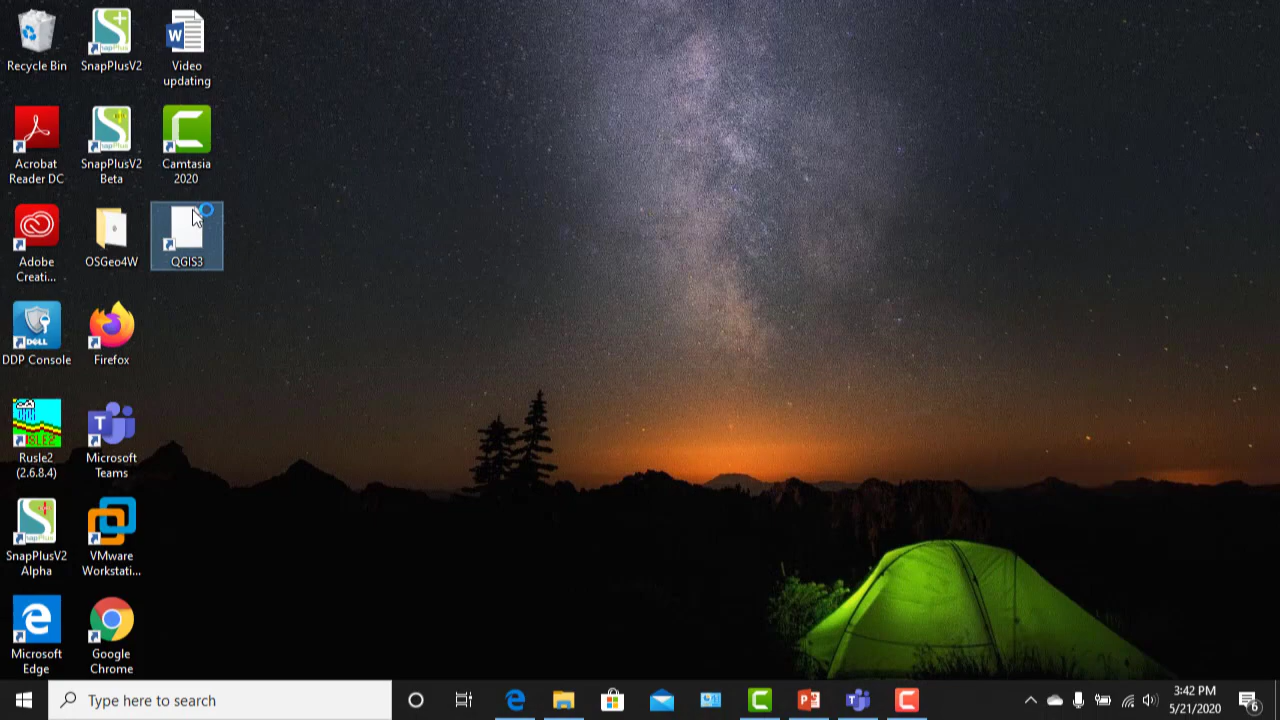 Recycle Bin
SnapPlusV2
Video
updating
Acrobat
Reader DC
SnapPlusV2
Beta
Camtasia
2020
Adobe
Creati...
OSGeo4W
QGIS3
DELL
DDP Console
Firefox
Rusle2
(2.6.8.4)
Microsoft
Teams
SnapPlusV2
Alpha
VMware
Workstati...
Microsoft
Edge
Google
Chrome
Type here to search
3:42 PM
5/21/2020